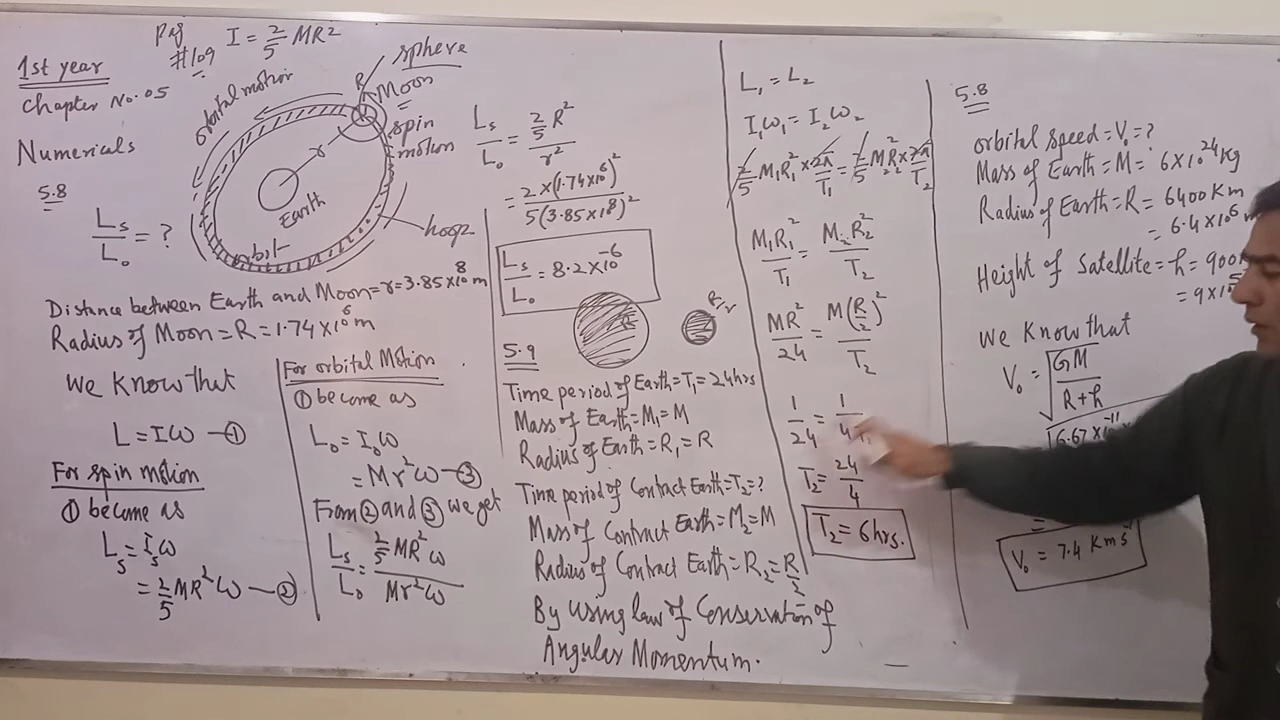 1st year
Chapter No.05
Numericals
5.8
Ls/Lo = ?
Pag #109
I = 2/5 MR²
orbital motion
R
sphere
Moon
spin motion
r
Earth
hoop
orbit
Distance between Earth and Moon = r = 3.85×10⁸ m
Radius of Moon = R = 1.74×10⁶ m
We Know that
L = Iω —①
For spin motion
① become as
Ls = Isω
= 2/5 MR²ω —②
For orbital Motion
① become as
Lo = Ioω
= Mr²ω —③
From ② and ③ we get
Ls/Lo = 2/5 MR²ω / Mr²ω
Ls/Lo = 2/5 R² / r²
= 2×(1.74×10⁶)² / 5(3.85×10⁸)²
Ls/Lo = 8.2×10⁻⁶
R
5.9
Time period of Earth = T₁ = 24hrs
Mass of Earth = M₁ = M
Radius of Earth = R₁ = R
Time period of Contract Earth = T₂ = ?
Mass of Contract Earth = M₂ = M
Radius of Contract Earth = R₂ = R/2
By using law of Conservation of
Angular Momentum.
L₁ = L₂
I₁ω₁ = I₂ω₂
2/5 M₁R₁² × 2π/T₁ = 2/5 M₂R₂² × 2π/T₂
M₁R₁²/T₁ = M₂R₂²/T₂
MR²/24 = M(R/2)²/T₂
1/24 = 1/4T
T₂ = 24/4
T₂ = 6hrs.
5.8
orbital speed = Vo = ?
Mass of Earth = M = 6×10²⁴ Kg
Radius of Earth = R = 6400 Km
= 6.4×10⁶ m
Height of Satellite = h = 900
= 9×10⁵
We Know that
Vo = √(GM / R+h)
√6.67×10⁻¹¹×
=
Vo = 7.4 Kms⁻¹